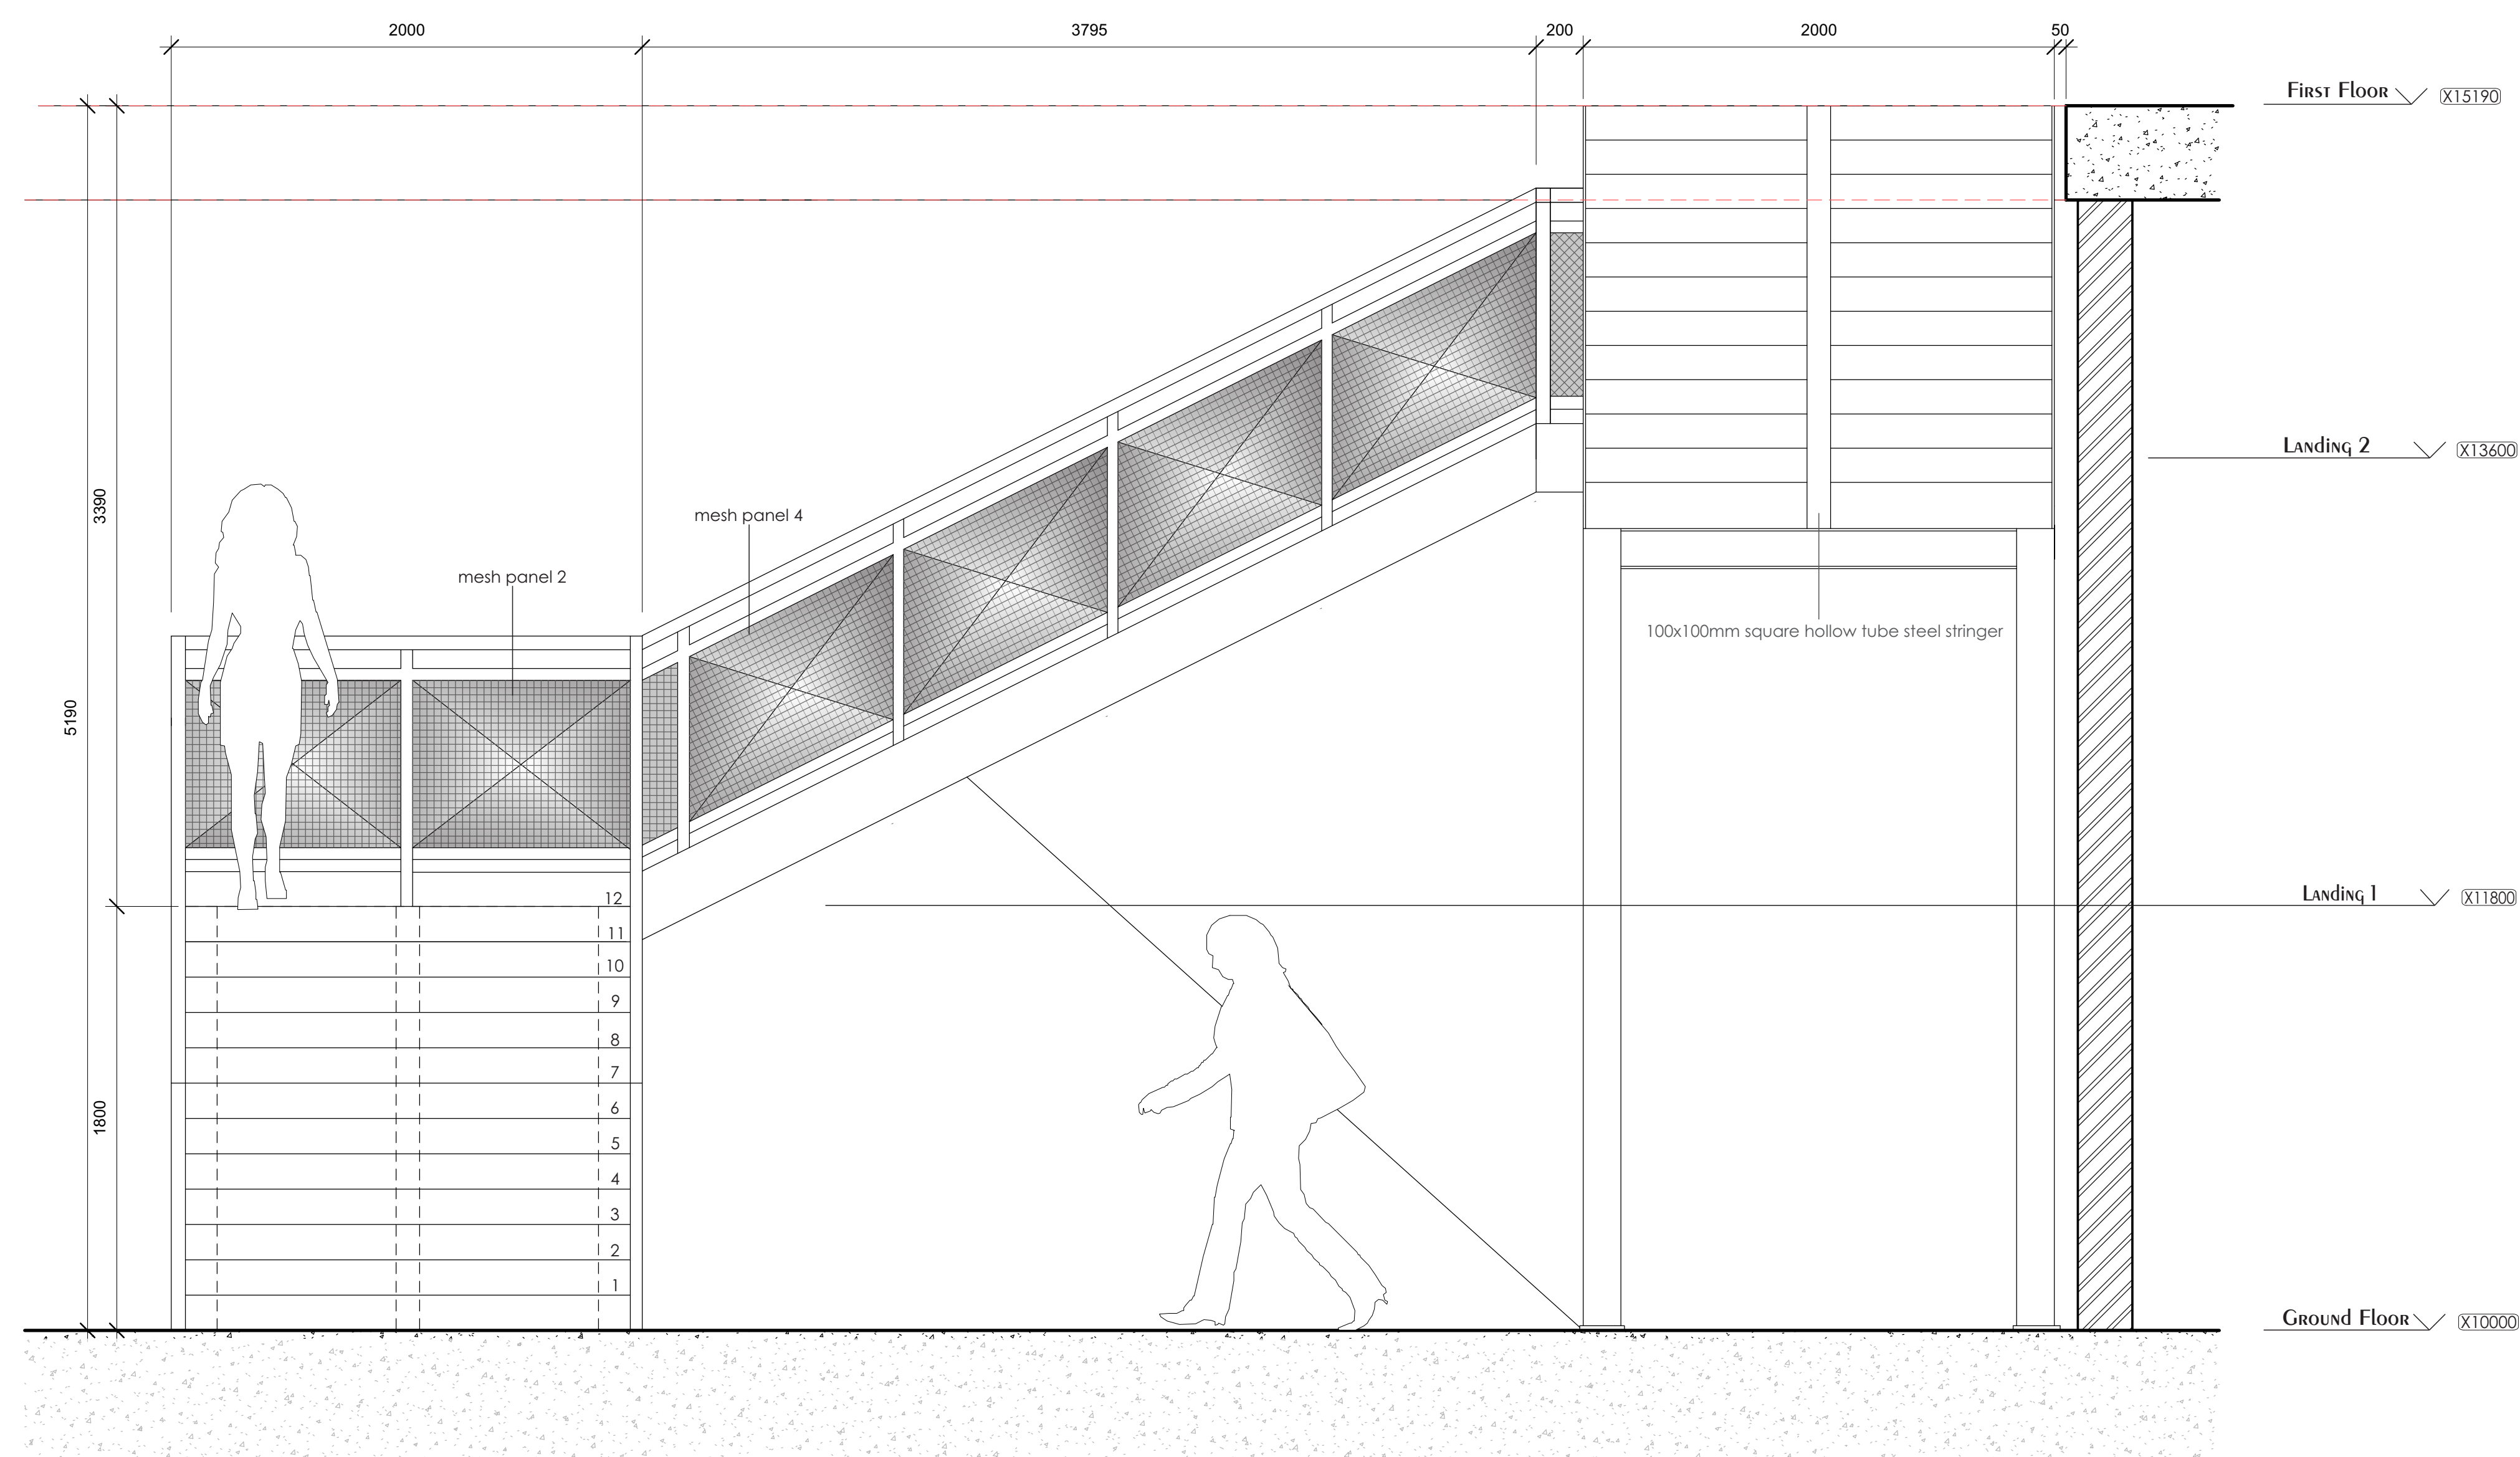 2000
3795
200
2000
50
First Floor
X15190
Landing 2
X13600
3390
mesh panel 4
mesh panel 2
100x100mm square hollow tube steel stringer
5190
Landing 1
X11800
12
11
10
9
8
7
1800
6
5
4
3
2
1
Ground Floor
X10000